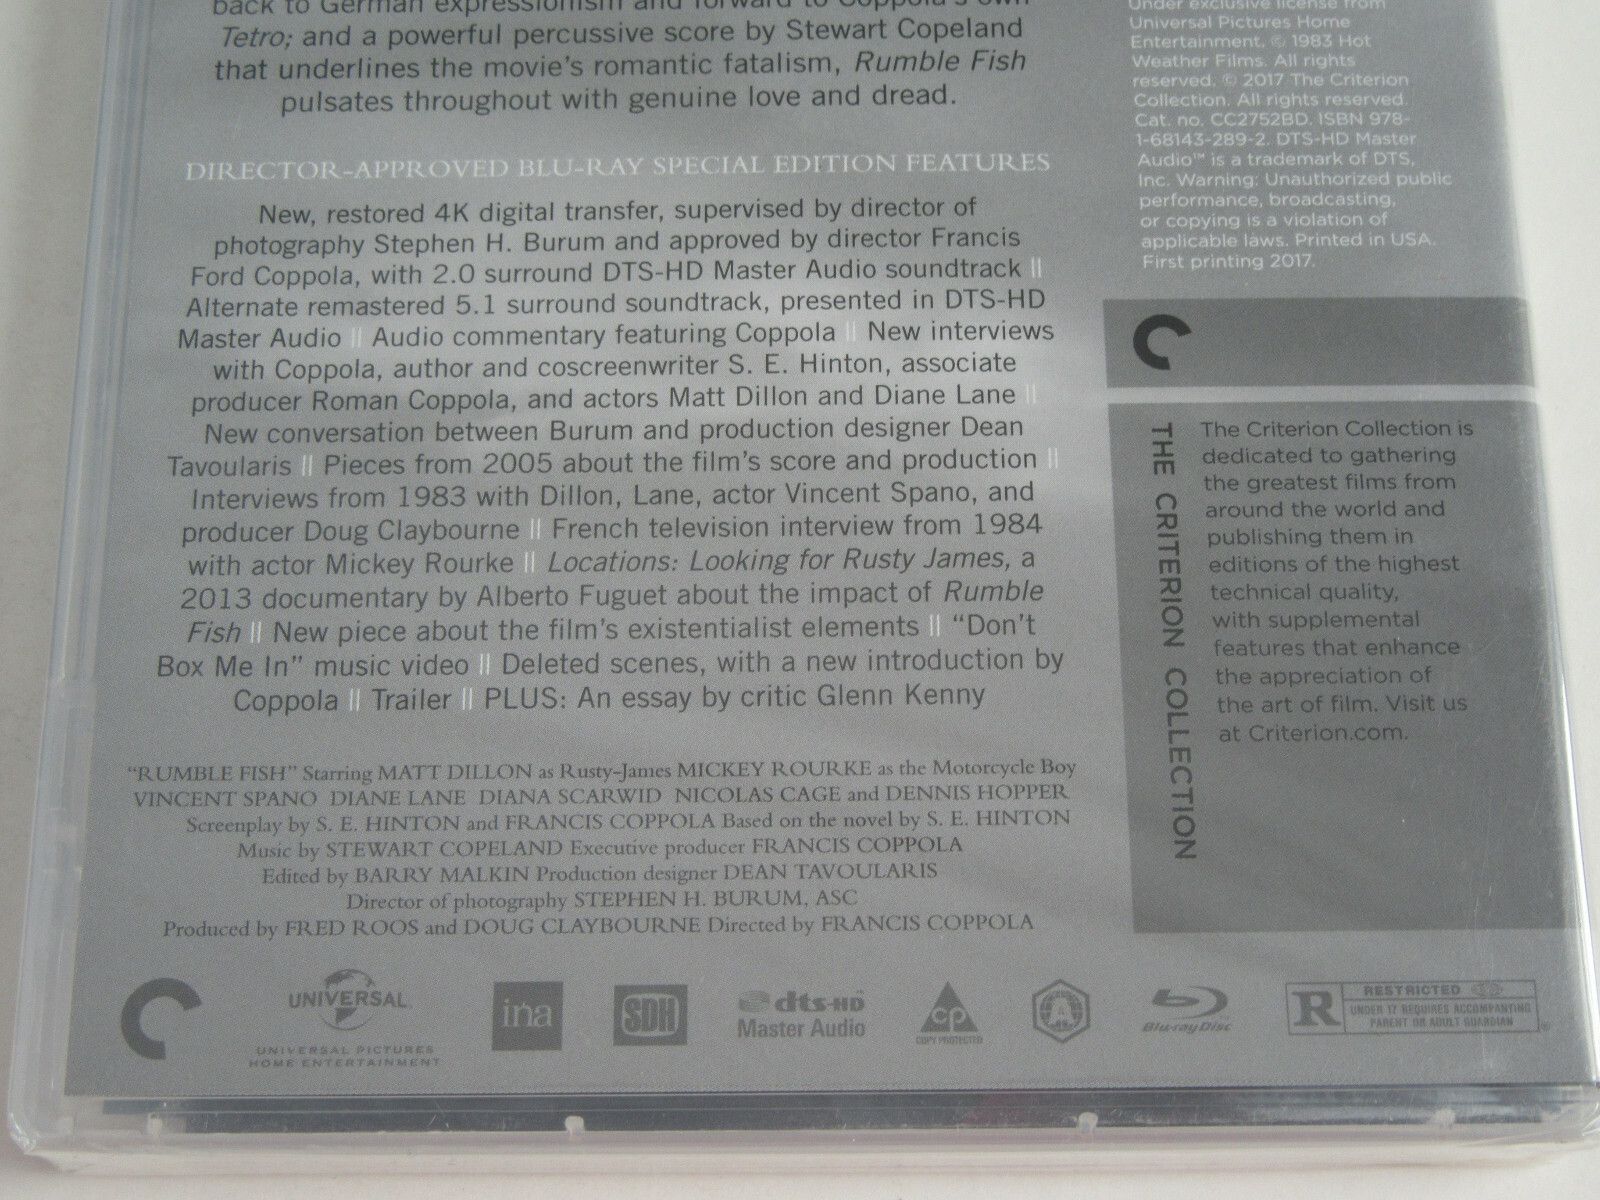 back to German expressionism and forward to Coppola's own
Tetro; and a powerful percussive score by Stewart Copeland
that underlines the movie's romantic fatalism, Rumble Fish
pulsates throughout with genuine love and dread.
DIRECTOR-APPROVED BLU-RAY SPECIAL EDITION FEATURES
New, restored 4K digital transfer, supervised by director of
photography Stephen H. Burum and approved by director Francis
Ford Coppola, with 2.0 surround DTS-HD Master Audio soundtrack ||
Alternate remastered 5.1 surround soundtrack, presented in DTS-HD
Master Audio || Audio commentary featuring Coppola || New interviews
with Coppola, author and coscreenwriter S. E. Hinton, associate
producer Roman Coppola, and actors Matt Dillon and Diane Lane ||
New conversation between Burum and production designer Dean
Tavoularis || Pieces from 2005 about the film's score and production ||
Interviews from 1983 with Dillon, Lane, actor Vincent Spano, and
producer Doug Claybourne || French television interview from 1984
with actor Mickey Rourke || Locations: Looking for Rusty James, a
2013 documentary by Alberto Fuguet about the impact of Rumble
Fish || New piece about the film's existentialist elements || “Don't
Box Me In” music video || Deleted scenes, with a new introduction by
Coppola || Trailer || PLUS: An essay by critic Glenn Kenny
“RUMBLE FISH” Starring MATT DILLON as Rusty-James MICKEY ROURKE as the Motorcycle Boy
VINCENT SPANO DIANE LANE DIANA SCARWID NICOLAS CAGE and DENNIS HOPPER
Screenplay by S. E. HINTON and FRANCIS COPPOLA Based on the novel by S. E. HINTON
Music by STEWART COPELAND Executive producer FRANCIS COPPOLA
Edited by BARRY MALKIN Production designer DEAN TAVOULARIS
Director of photography STEPHEN H. BURUM, ASC
Produced by FRED ROOS and DOUG CLAYBOURNE Directed by FRANCIS COPPOLA
Under exclusive license from
Universal Pictures Home
Entertainment. © 1983 Hot
Weather Films. All rights
reserved. © 2017 The Criterion
Collection. All rights reserved.
Cat. no. CC2752BD. ISBN 978-
1-68143-289-2. DTS-HD Master
Audio™ is a trademark of DTS,
Inc. Warning: Unauthorized public
performance, broadcasting,
or copying is a violation of
applicable laws. Printed in USA.
First printing 2017.
THE CRITERION COLLECTION
The Criterion Collection is
dedicated to gathering
the greatest films from
around the world and
publishing them in
editions of the highest
technical quality,
with supplemental
features that enhance
the appreciation of
the art of film. Visit us
at Criterion.com.
UNIVERSAL
UNIVERSAL PICTURES
HOME ENTERTAINMENT
ina
SDH
dts-HD
Master Audio
cp
COPY PROTECTED
A
Blu-ray Disc
R
RESTRICTED
UNDER 17 REQUIRES ACCOMPANYING
PARENT OR ADULT GUARDIAN